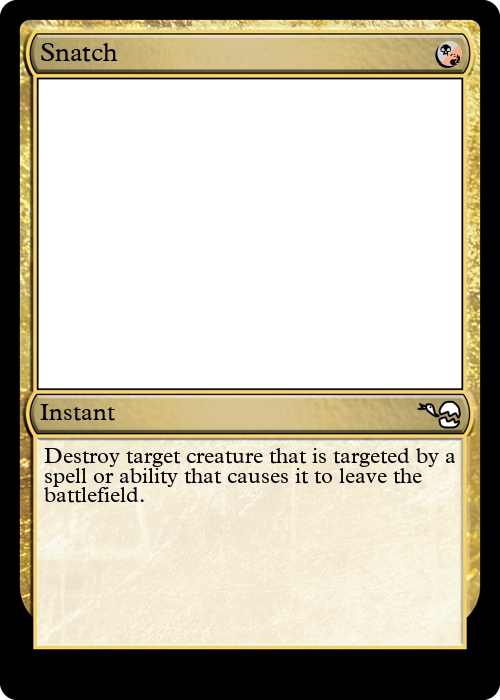 Snatch
Instant
Destroy target creature that is targeted by a
spell or ability that causes it to leave the
battlefield.